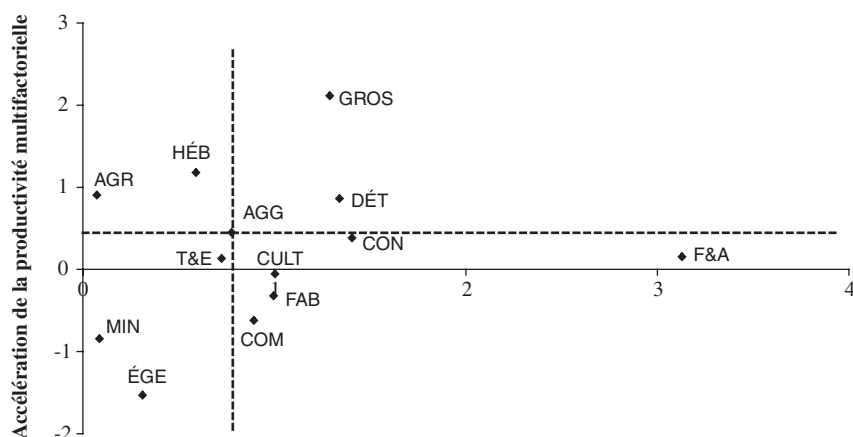 Accélération de la productivité multifactorielle
3
GROS
2
HÉB
AGR
1
DÉT
AGG
CON
T&E
CULT
F&A
0
0
1
2
3
4
FAB
MIN
COM
-1
ÉGE
-2